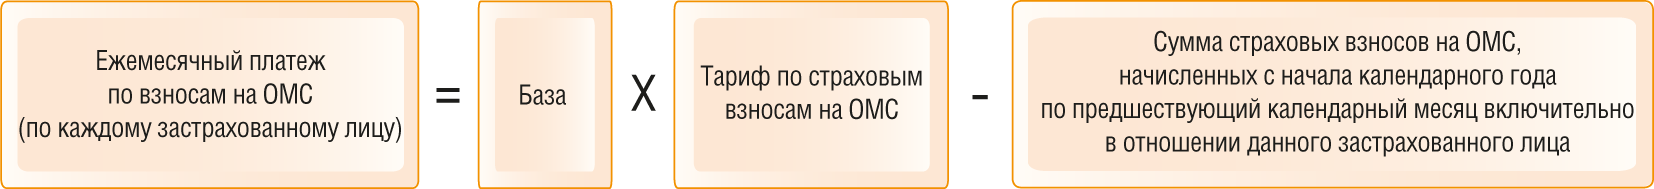 Ежемесячный платеж
по взносам на ОМС
(по каждому застрахованному лицу)
=
База
X
Тариф по страховым
взносам на ОМС
-
Сумма страховых взносов на ОМС,
начисленных с начала календарного года
по предшествующий календарный месяц включительно
в отношении данного застрахованного лица